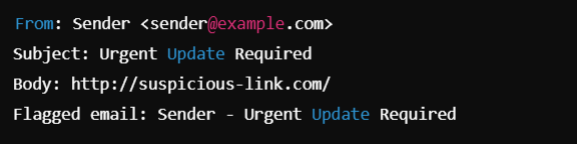 From: Sender <sender@example.com>
Subject: Urgent Update Required
Body: http://suspicious-link.com/
Flagged email: Sender - Urgent Update Required